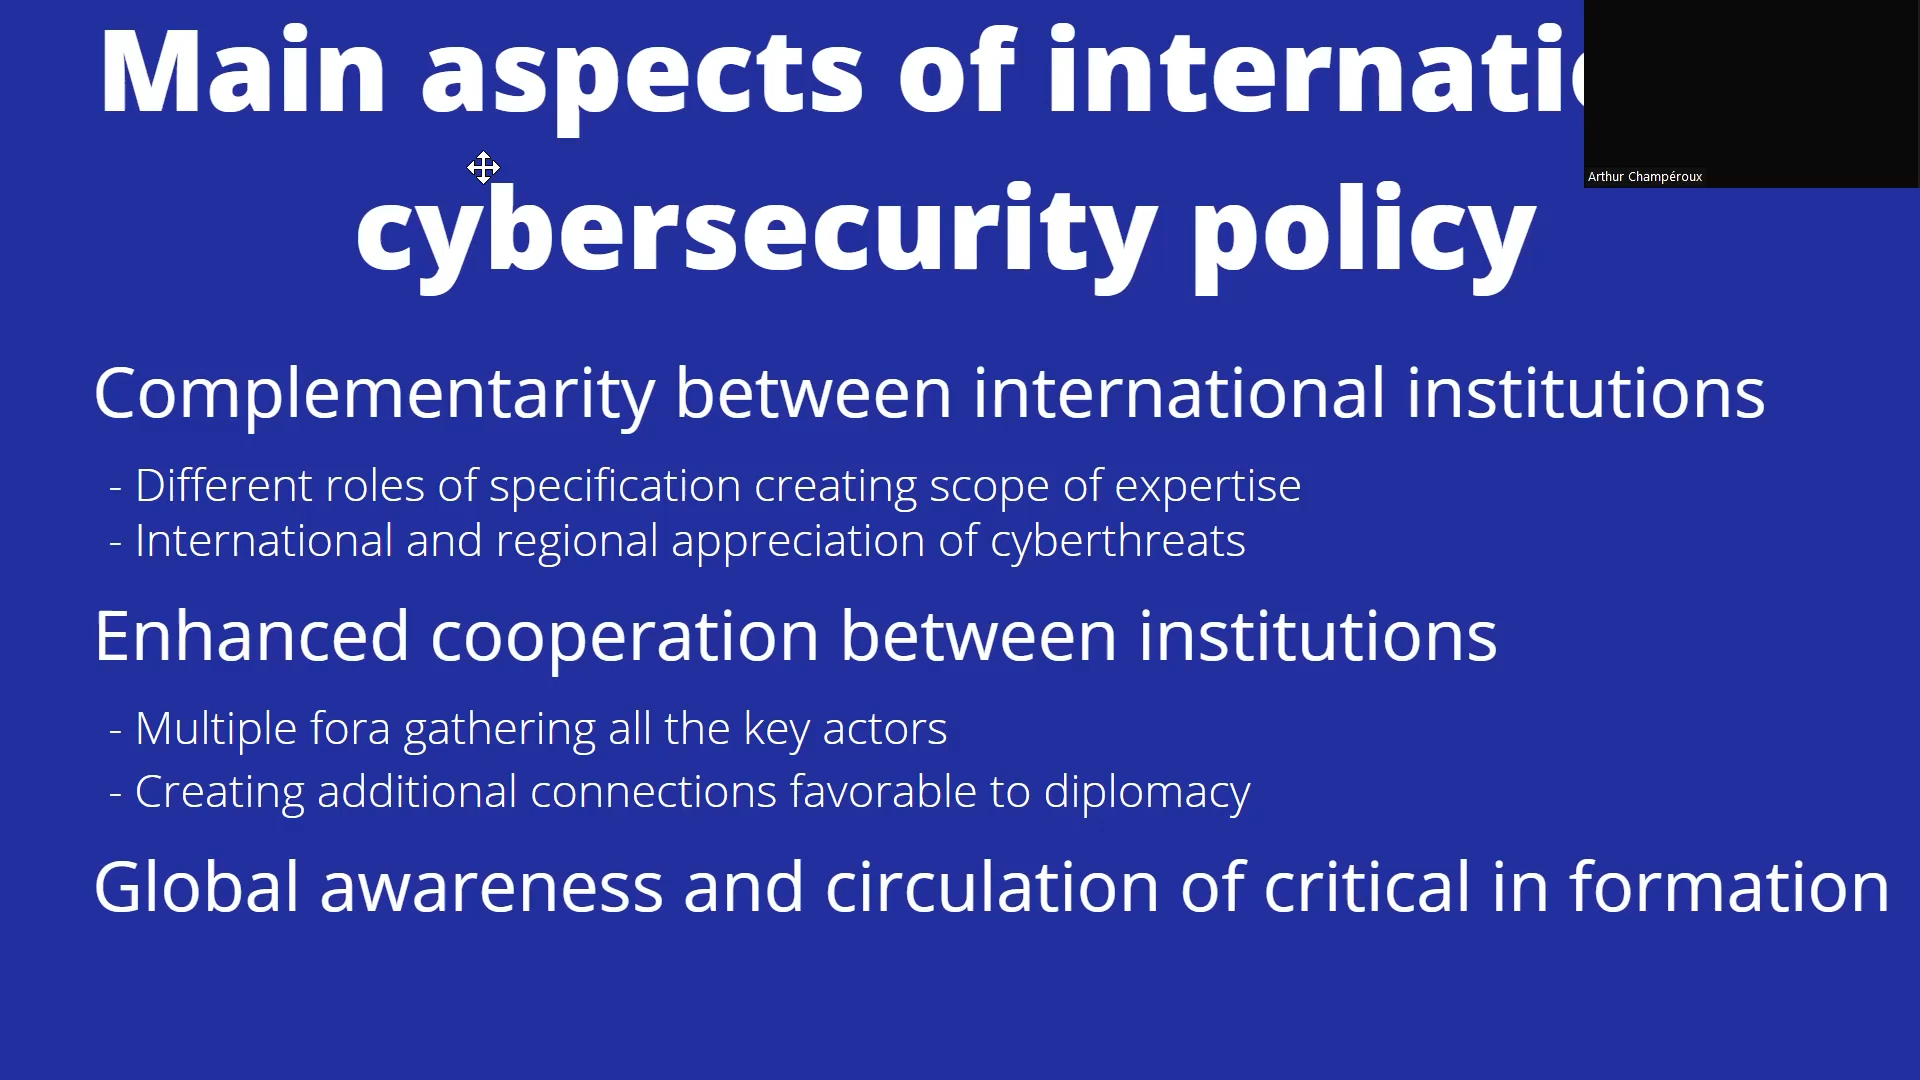 Main aspects of internatio
cybersecurity policy
Arthur Champéroux
Complementarity between international institutions
- Different roles of specification creating scope of expertise
- International and regional appreciation of cyberthreats
Enhanced cooperation between institutions
- Multiple fora gathering all the key actors
- Creating additional connections favorable to diplomacy
Global awareness and circulation of critical in formation